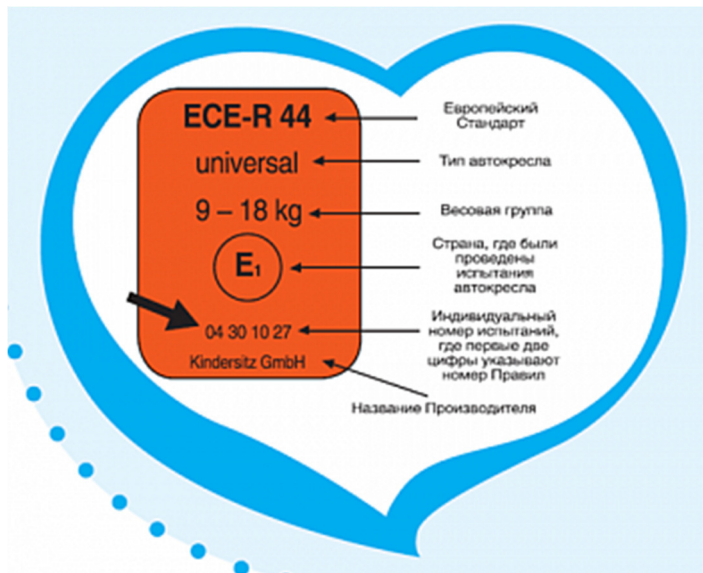 ECE-R 44
Европейский
Стандарт
universal
Тип автокресла
9 – 18 kg
Весовая группа
E1
Страна, где были
проведены
испытания
автокресла
04 30 10 27
Индивидуальный
номер испытаний,
где первые две
цифры указывают
номер Правил
Kindersitz GmbH
Название Производителя